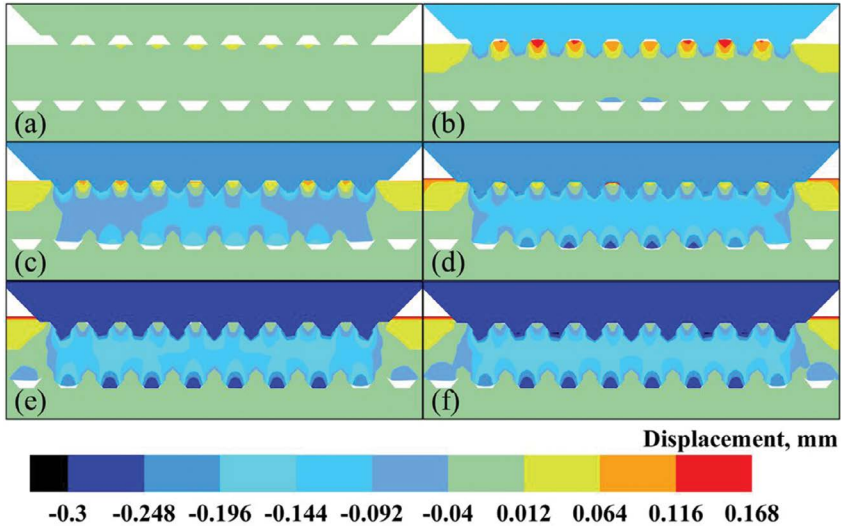 (a)
(b)
(c)
(d)
(e)
(f)
Displacement, mm
-0.3 -0.248 -0.196 -0.144 -0.092 -0.04 0.012 0.064 0.116 0.168